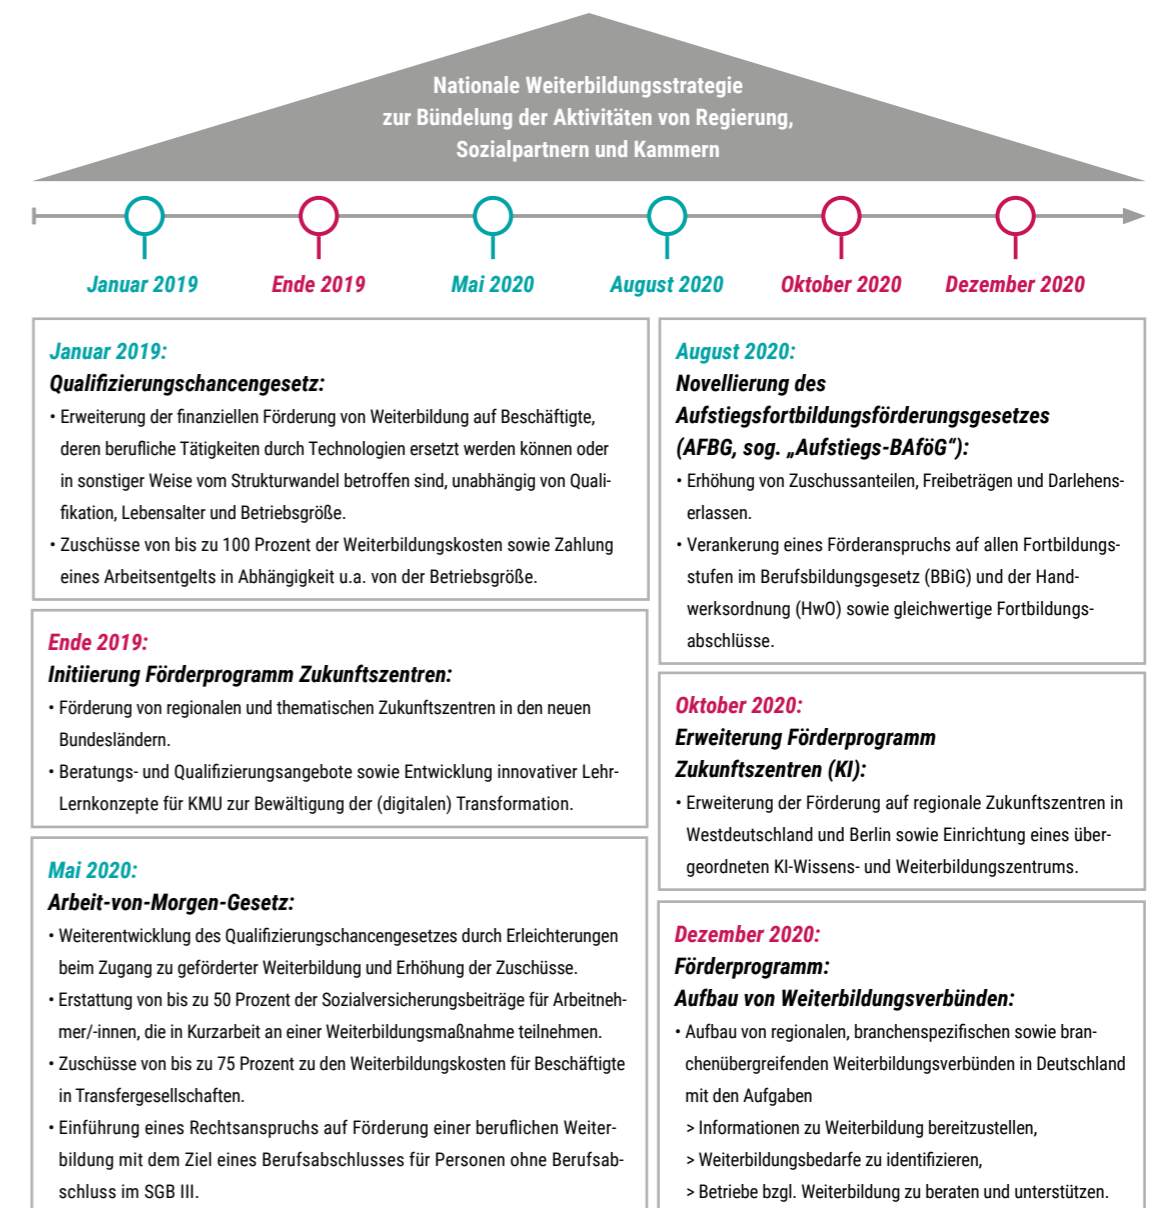 Nationale Weiterbildungsstrategie
zur Bündelung der Aktivitäten von Regierung,
Sozialpartnern und Kammern
Januar 2019
Ende 2019
Mai 2020
August 2020
Oktober 2020
Dezember 2020
Januar 2019:
Qualifizierungschancengesetz:
• Erweiterung der finanziellen Förderung von Weiterbildung auf Beschäftigte,
deren berufliche Tätigkeiten durch Technologien ersetzt werden können oder
in sonstiger Weise vom Strukturwandel betroffen sind, unabhängig von Quali-
fikation, Lebensalter und Betriebsgröße.
• Zuschüsse von bis zu 100 Prozent der Weiterbildungskosten sowie Zahlung
eines Arbeitsentgelts in Abhängigkeit u.a. von der Betriebsgröße.
Ende 2019:
Initiierung Förderprogramm Zukunftszentren:
• Förderung von regionalen und thematischen Zukunftszentren in den neuen
Bundesländern.
• Beratungs- und Qualifizierungsangebote sowie Entwicklung innovativer Lehr-
Lernkonzepte für KMU zur Bewältigung der (digitalen) Transformation.
Mai 2020:
Arbeit-von-Morgen-Gesetz:
• Weiterentwicklung des Qualifizierungschancengesetzes durch Erleichterungen
beim Zugang zu geförderter Weiterbildung und Erhöhung der Zuschüsse.
• Erstattung von bis zu 50 Prozent der Sozialversicherungsbeiträge für Arbeitneh-
mer/-innen, die in Kurzarbeit an einer Weiterbildungsmaßnahme teilnehmen.
• Zuschüsse von bis zu 75 Prozent zu den Weiterbildungskosten für Beschäftigte
in Transfergesellschaften.
• Einführung eines Rechtsanspruchs auf Förderung einer beruflichen Weiter-
bildung mit dem Ziel eines Berufsabschlusses für Personen ohne Berufsab-
schluss im SGB III.
August 2020:
Novellierung des
Aufstiegsfortbildungsförderungsgesetzes
(AFBG, sog. „Aufstiegs-BAföG“):
• Erhöhung von Zuschussanteilen, Freibeträgen und Darlehens-
erlassen.
• Verankerung eines Förderanspruchs auf allen Fortbildungs-
stufen im Berufsbildungsgesetz (BBiG) und der Hand-
werksordnung (HwO) sowie gleichwertige Fortbildungs-
abschlüsse.
Oktober 2020:
Erweiterung Förderprogramm
Zukunftszentren (KI):
• Erweiterung der Förderung auf regionale Zukunftszentren in
Westdeutschland und Berlin sowie Einrichtung eines über-
geordneten KI-Wissens- und Weiterbildungszentrums.
Dezember 2020:
Förderprogramm:
Aufbau von Weiterbildungsverbünden:
• Aufbau von regionalen, branchenspezifischen sowie bran-
chenübergreifenden Weiterbildungsverbünden in Deutschland
mit den Aufgaben
> Informationen zu Weiterbildung bereitzustellen,
> Weiterbildungsbedarfe zu identifizieren,
> Betriebe bzgl. Weiterbildung zu beraten und unterstützen.